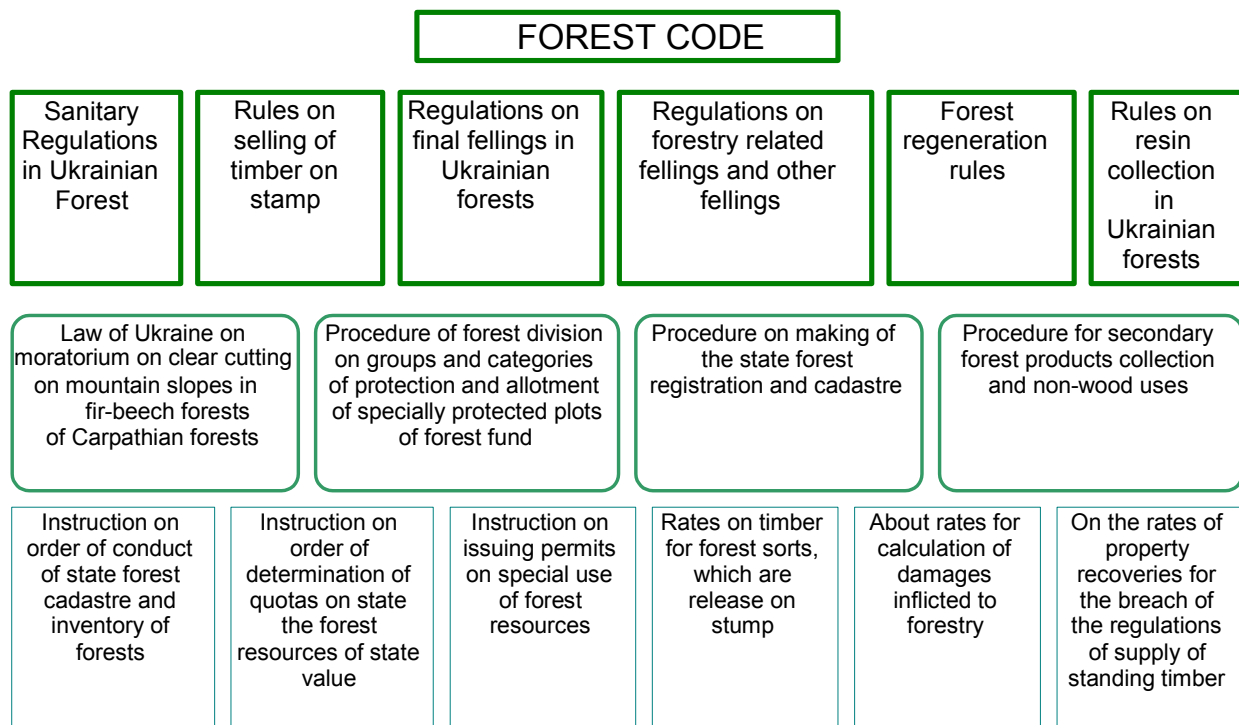 FOREST CODE
Sanitary
Regulations
in Ukrainian
Forest
Rules on
selling of
timber on
stamp
Regulations on
final fellings in
Ukrainian
forests
Regulations on
forestry related
fellings and other
fellings
Forest
regeneration
rules
Rules on
resin
collection
in
Ukrainian
forests
Law of Ukraine on
moratorium on clear cutting
on mountain slopes in
fir-beech forests
of Carpathian forests
Procedure of forest division
on groups and categories
of protection and allotment
of specially protected plots
of forest fund
Procedure on making of
the state forest
registration and cadastre
Procedure for secondary
forest products collection
and non-wood uses
Instruction on
order of conduct
of state forest
cadastre and
inventory of
forests
Instruction on
order of
determination of
quotas on state
the forest
resources of state
value
Instruction on
issuing permits
on special use
of forest
resources
Rates on timber
for forest sorts,
which are
release on
stump
About rates for
calculation of
damages
inflicted to
forestry
On the rates of
property
recoveries for
the breach of
the regulations
of supply of
standing timber